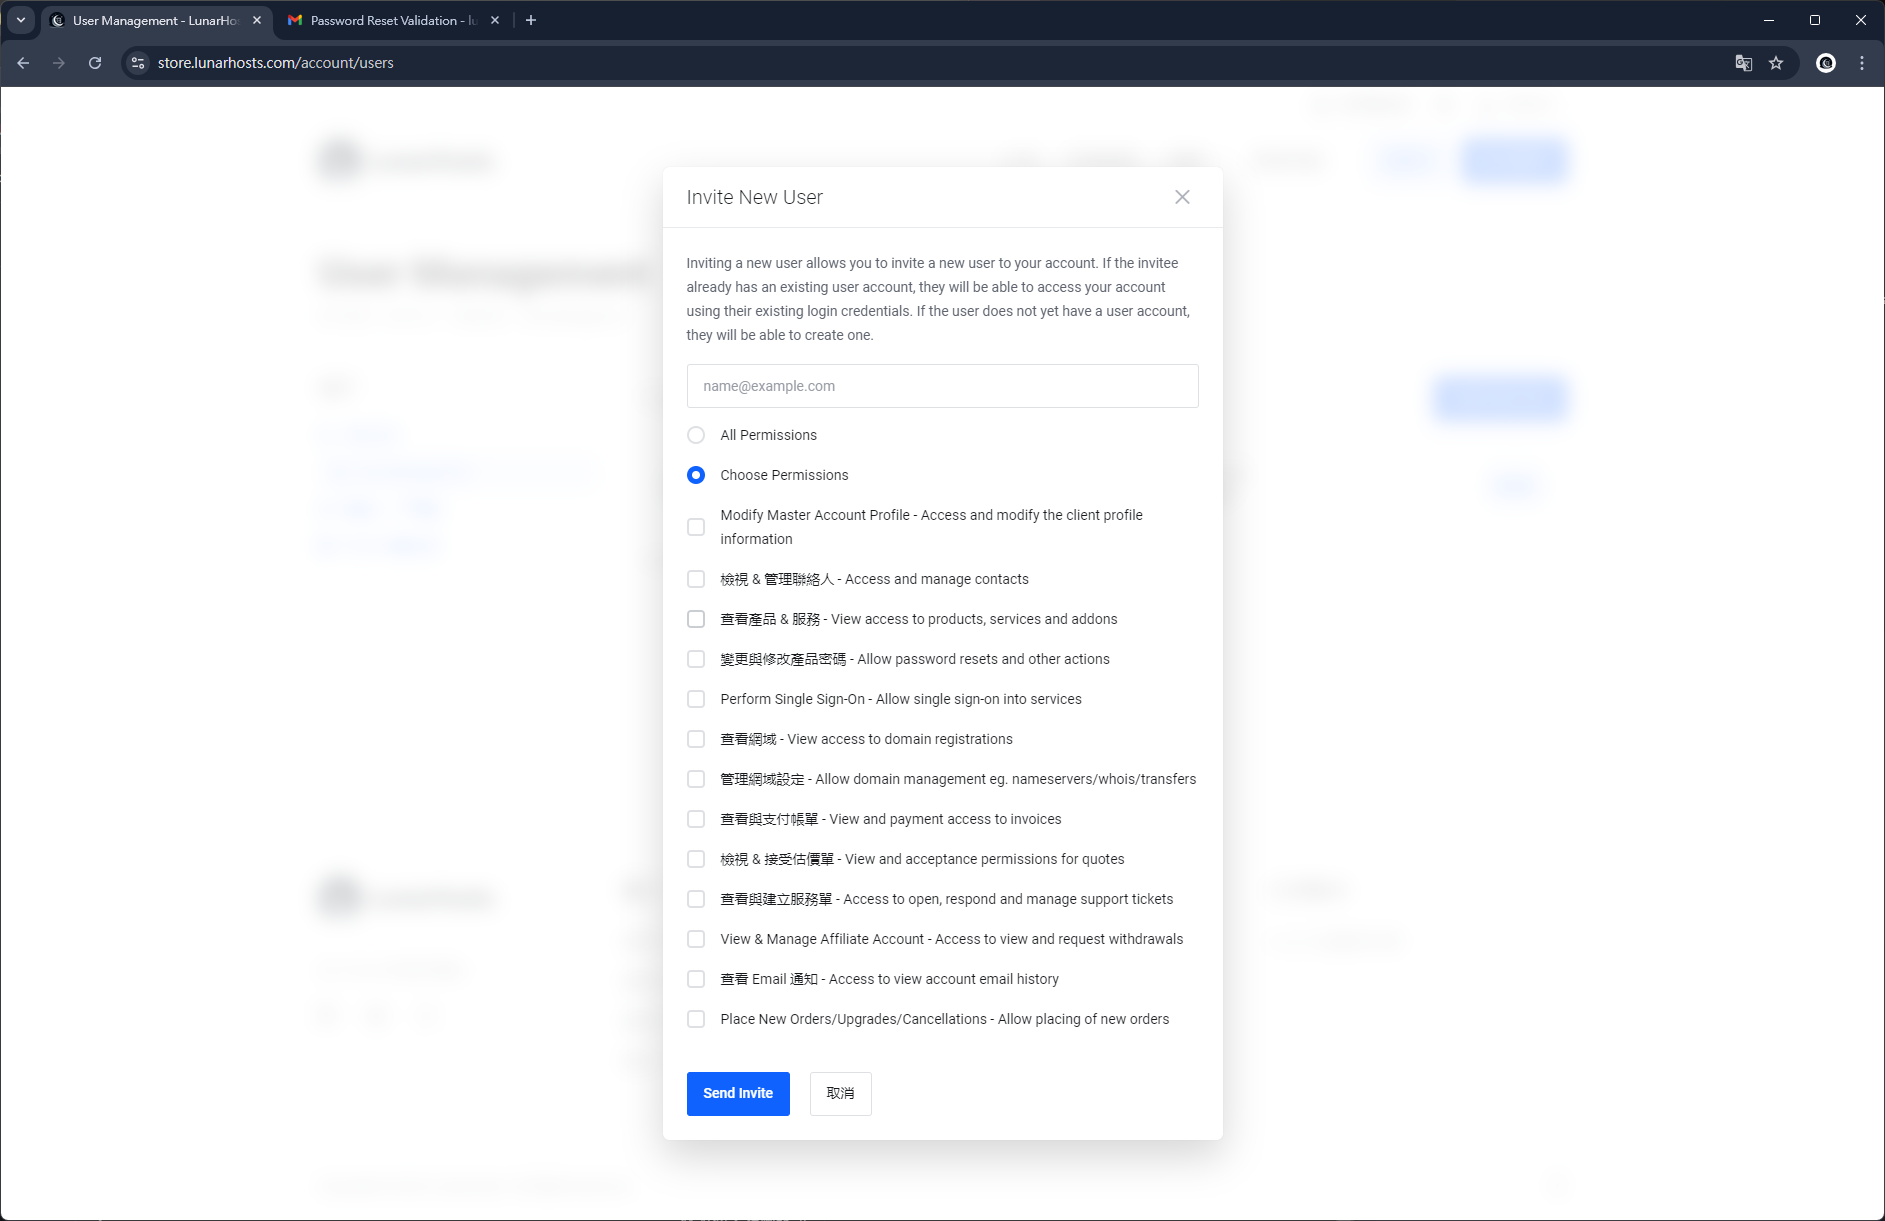 User Management - LunarHos
Password Reset Validation - lu
store.lunarhosts.com/account/users
Invite New User
Inviting a new user allows you to invite a new user to your account. If the invitee
already has an existing user account, they will be able to access your account
using their existing login credentials. If the user does not yet have a user account,
they will be able to create one.
name@example.com
All Permissions
Choose Permissions
Modify Master Account Profile - Access and modify the client profile
information
檢視 & 管理聯絡人 - Access and manage contacts
查看產品 & 服務 - View access to products, services and addons
變更與修改產品密碼 - Allow password resets and other actions
Perform Single Sign-On - Allow single sign-on into services
查看網域 - View access to domain registrations
管理網域設定 - Allow domain management eg. nameservers/whois/transfers
查看與支付帳單 - View and payment access to invoices
檢視 & 接受估價單 - View and acceptance permissions for quotes
查看與建立服務單 - Access to open, respond and manage support tickets
View & Manage Affiliate Account - Access to view and request withdrawals
查看 Email 通知 - Access to view account email history
Place New Orders/Upgrades/Cancellations - Allow placing of new orders
Send Invite
取消
User Management